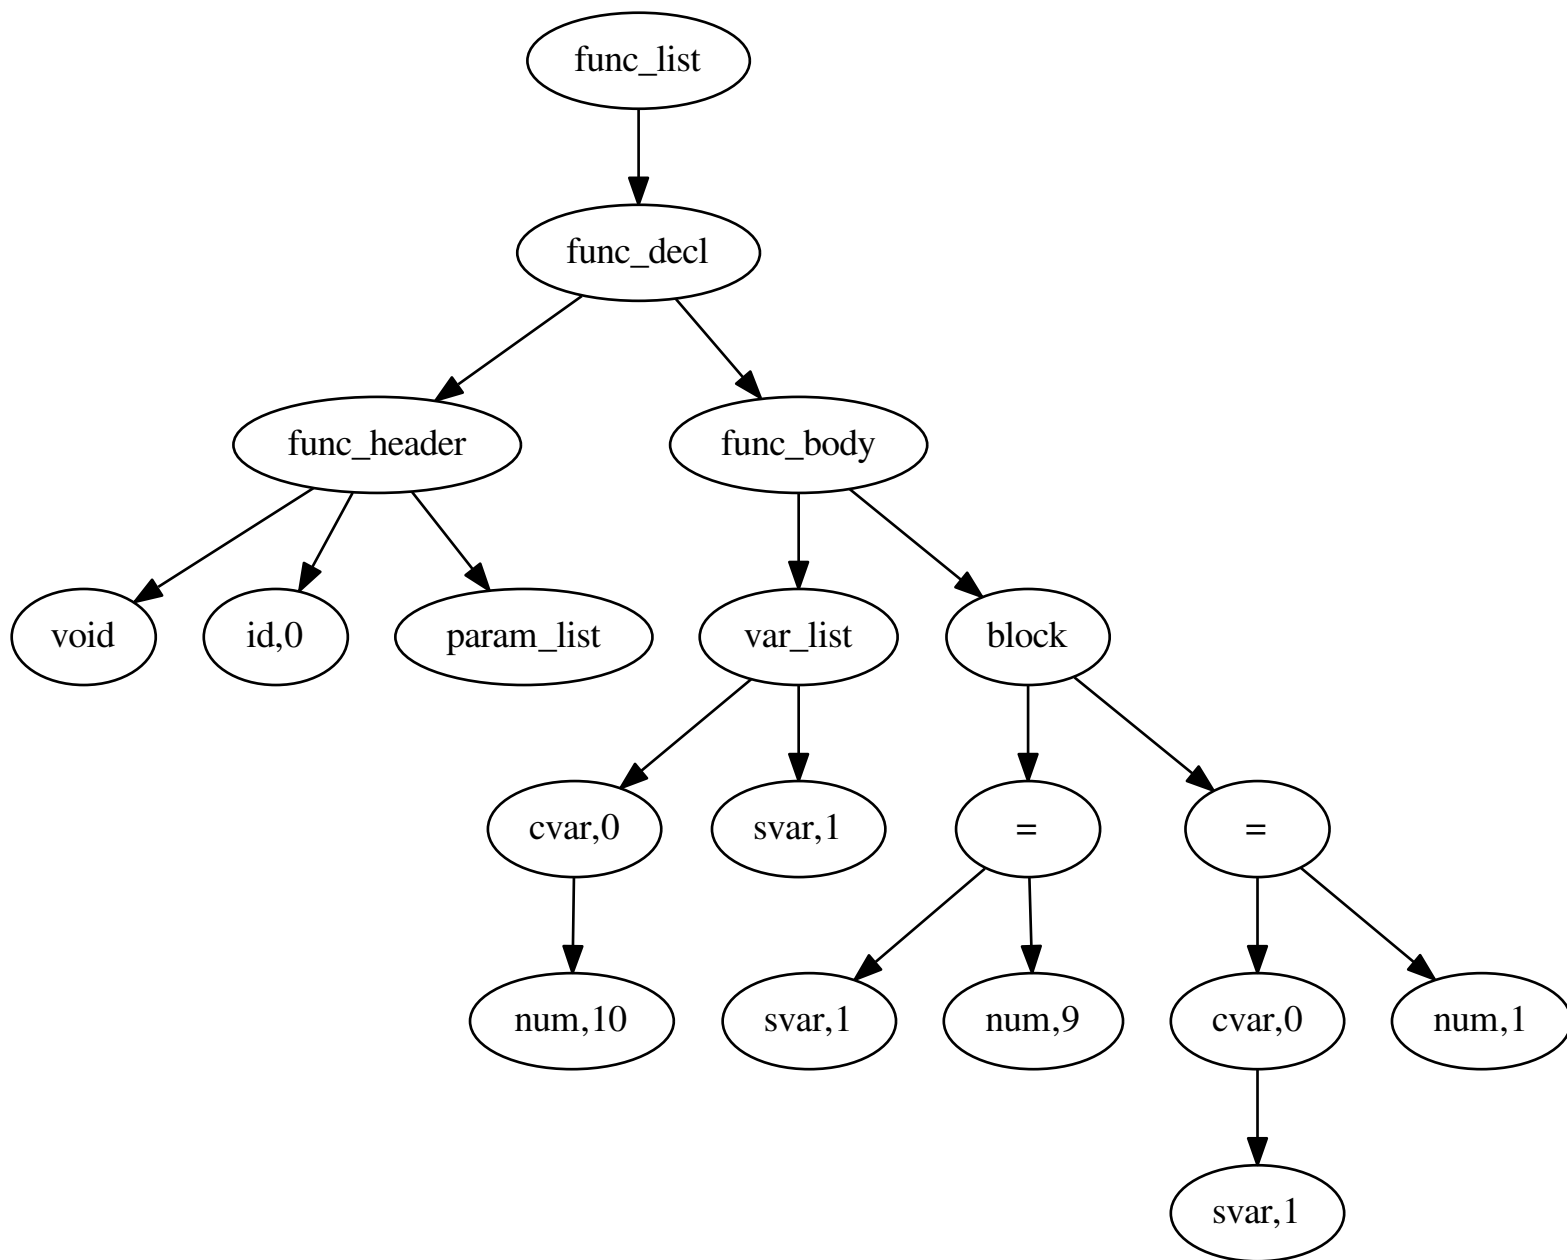 func_list
func_decl
func_header
func_body
void
id,0
param_list
var_list
block
cvar,0
svar,1
=
=
num,10
svar,1
num,9
cvar,0
num,1
svar,1